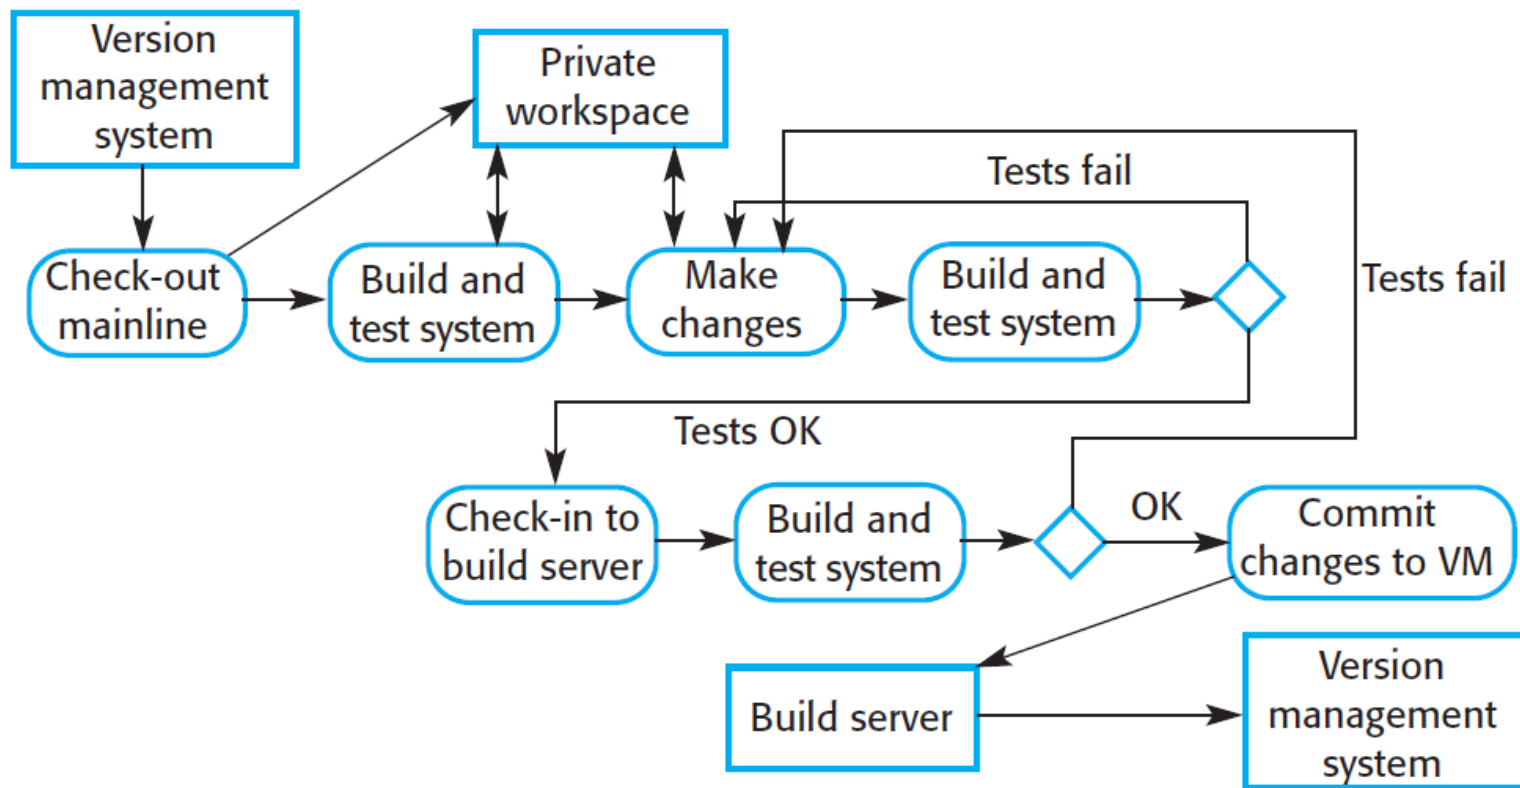 Version
management
system
Private
workspace
Tests fail
Check-out
mainline
Build and
test system
Make
changes
Build and
test system
Tests fail
Tests OK
Check-in to
build server
Build and
test system
OK
Commit
changes to VM
Build server
Version
management
system